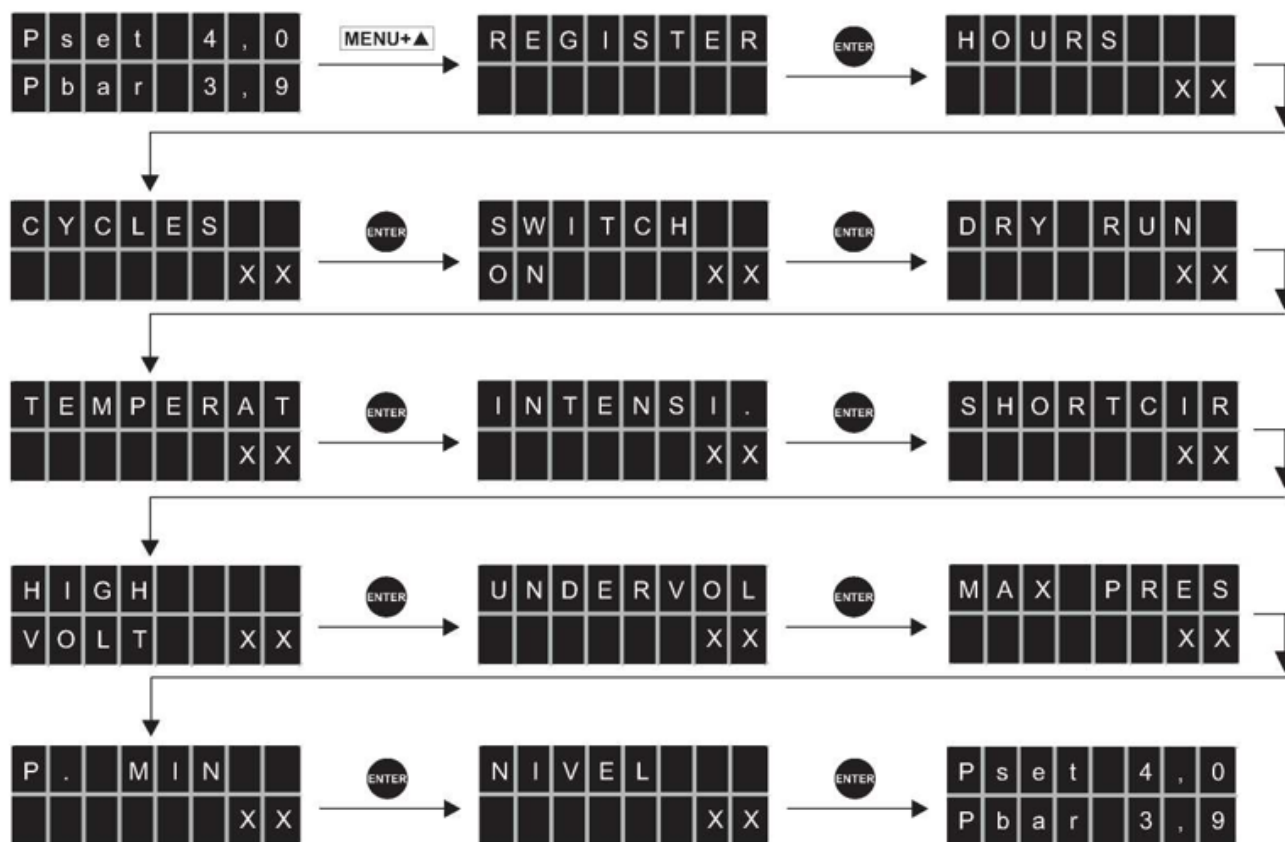 Pset 4,0
Pbar 3,9
MENU+▲
REGISTER
ENTER
HOURS
XX
CYCLES
XX
ENTER
SWITCH
ON XX
ENTER
DRY RUN
XX
TEMPERAT
XX
ENTER
INTENSI.
XX
ENTER
SHORTCIR
XX
HIGH
VOLT XX
ENTER
UNDERVOL
XX
ENTER
MAX PRES
XX
P. MIN
XX
ENTER
NIVEL
XX
ENTER
Pset 4,0
Pbar 3,9